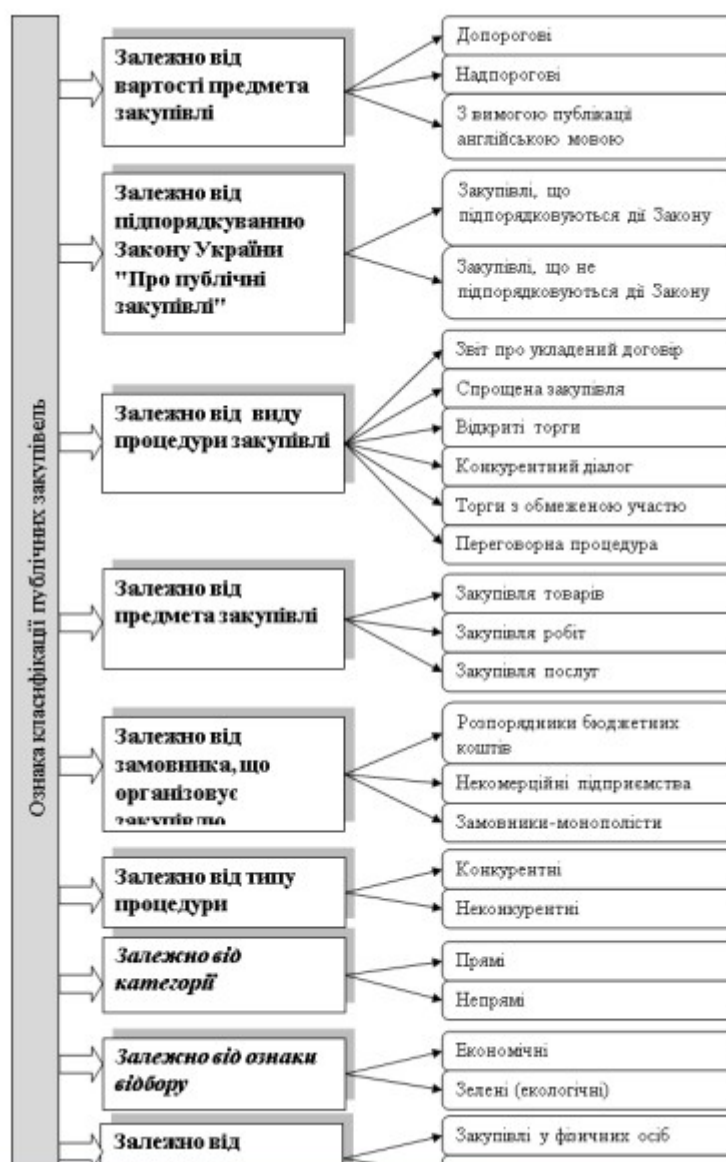 Ознака класифікації публічних закупівель
Залежно від
вартості предмета
закупівлі
Допорогові
Надпорогові
З вимогою публікації
англійською мовою
Залежно від
підпорядкуванню
Закону України
"Про публічні
закупівлі"
Закупівлі, що
підпорядковуються дії Закону
Закупівлі, що не
підпорядковуються дії Закону
Залежно від виду
процедури закупівлі
Звіт про укладений договір
Спрощена закупівля
Відкриті торги
Конкурентний діалог
Торги з обмеженою участю
Переговорна процедура
Залежно від
предмета закупівлі
Закупівля товарів
Закупівля робіт
Закупівля послуг
Залежно від
замовника, що
організовує
закупівлю
Розпорядники бюджетних
коштів
Некомерційні підприємства
Замовники-монополісти
Залежно від типу
процедури
Конкурентні
Неконкурентні
Залежно від
категорії
Прямі
Непрямі
Залежно від ознаки
відбору
Економічні
Зелені (екологічні)
Залежно від
Закупівлі у фізичних осіб